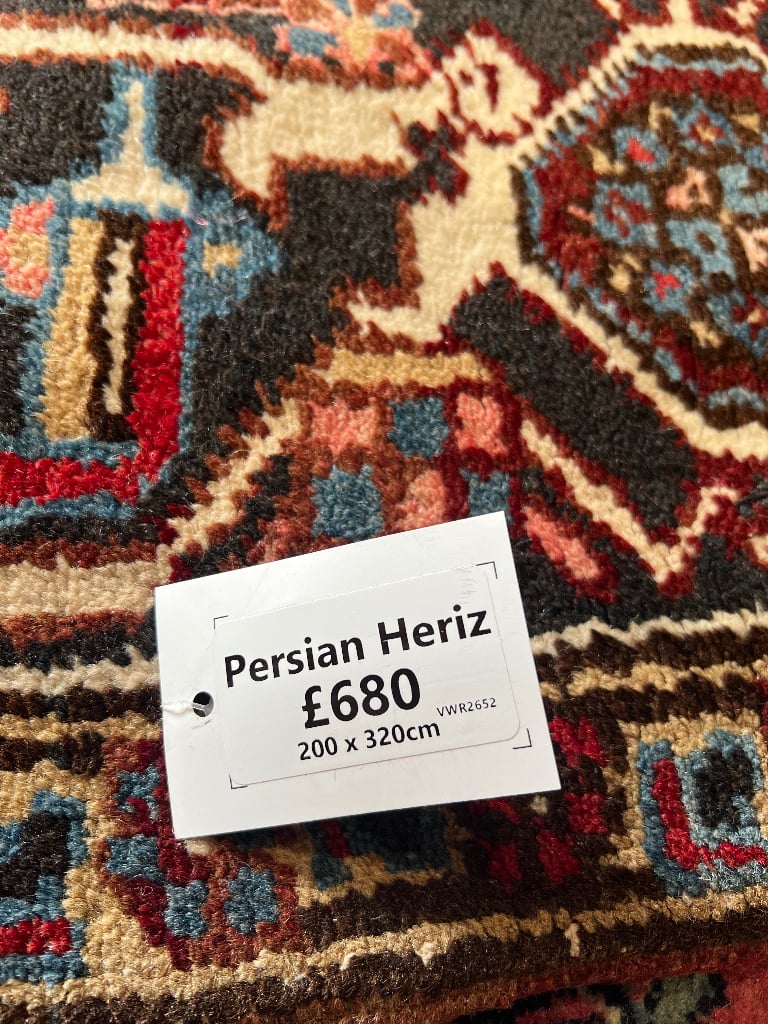 Persian Heriz
£680
VWR2652
200 x 320cm